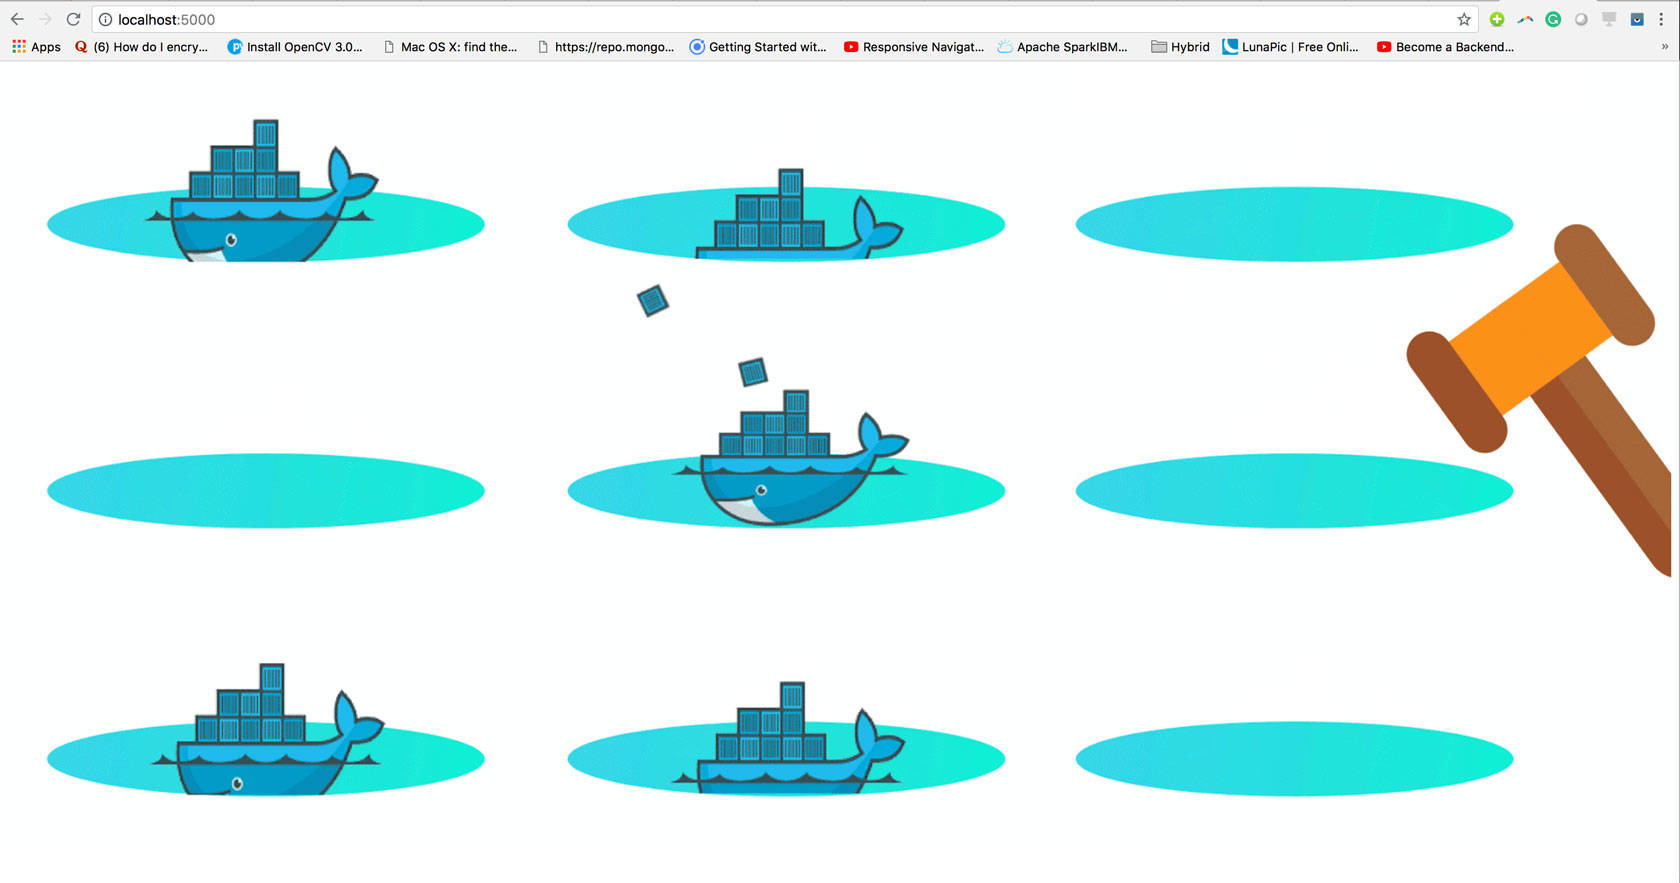 localhost:5000
Apps (6) How do I encry... Install OpenCV 3.0... Mac OS X: find the... https://repo.mongo... Getting Started wit... Responsive Navigat... Apache SparkIBM... Hybrid LunaPic | Free Onli... Become a Backend... »